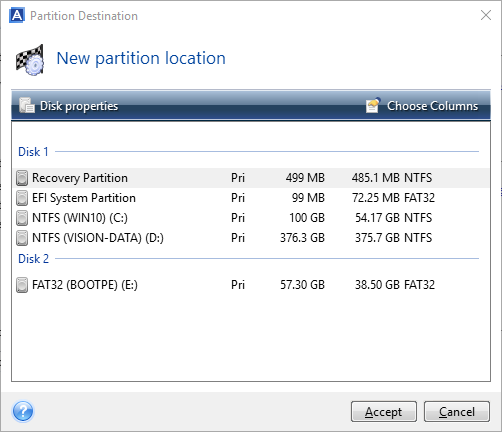 A Partition Destination
New partition location
Disk properties Choose Columns
Disk 1
Recovery Partition Pri 499 MB 485.1 MB NTFS
EFI System Partition Pri 99 MB 72.25 MB FAT32
NTFS (WIN10) (C:) Pri 100 GB 54.17 GB NTFS
NTFS (VISION-DATA) (D:) Pri 376.3 GB 375.7 GB NTFS
Disk 2
FAT32 (BOOTPE) (E:) Pri 57.30 GB 38.50 GB FAT32
? Accept Cancel